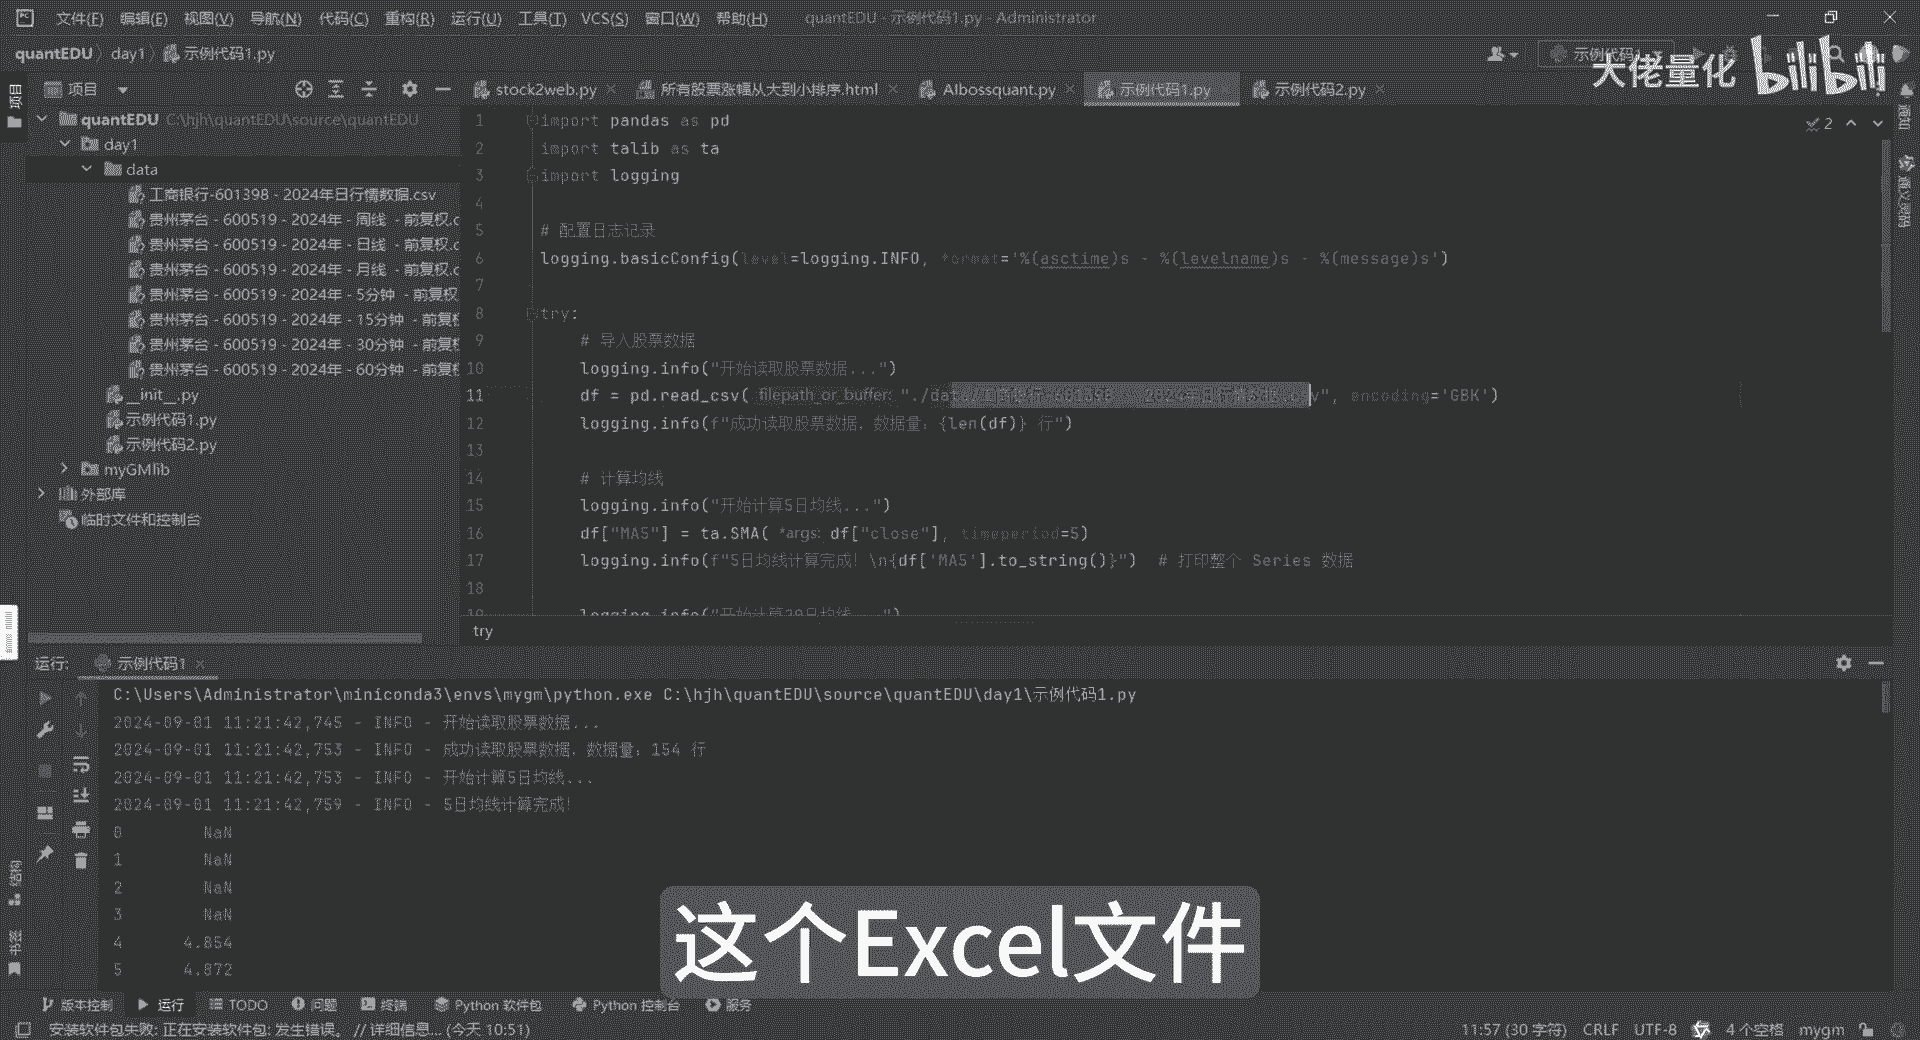 文件(F) 编辑(E) 视图(V) 导航(N) 代码(C) 重构(R) 运行(U) 工具(T) VCS(S) 窗口(W) 帮助(H) quantEDU - 示例代码1.py - Administrator
quantEDU day1 示例代码1.py
示例代码
大佬量化 bilibili
项目
项目
stock2web.py 所有股票涨幅从大到小排序.html AIbossquant.py 示例代码1.py 示例代码2.py
quantEDU C:\hjh\quantEDU\source\quantEDU
day1
data
工商银行-601398 - 2024年日行情数据.csv
贵州茅台 - 600519 - 2024年 - 周线 - 前复权.c
贵州茅台 - 600519 - 2024年 - 日线 - 前复权.c
贵州茅台 - 600519 - 2024年 - 月线 - 前复权.c
贵州茅台 - 600519 - 2024年 - 5分钟 - 前复权
贵州茅台 - 600519 - 2024年 - 15分钟 - 前复权
贵州茅台 - 600519 - 2024年 - 30分钟 - 前复权
贵州茅台 - 600519 - 2024年 - 60分钟 - 前复权
__init__.py
示例代码1.py
示例代码2.py
myGMlib
外部库
临时文件和控制台
1 import pandas as pd
2 import talib as ta
3 import logging
4
5 # 配置日志记录
6 logging.basicConfig(level=logging.INFO, format='%(asctime)s - %(levelname)s - %(message)s')
7
8 try:
9 # 导入股票数据
10 logging.info("开始读取股票数据...")
11 df = pd.read_csv( filepath_or_buffer: "./data/工商银行-601398 - 2024年日行情数据.csv", encoding='GBK')
12 logging.info(f"成功读取股票数据，数据量：{len(df)} 行")
13
14 # 计算均线
15 logging.info("开始计算5日均线...")
16 df["MA5"] = ta.SMA( *args: df["close"], timeperiod=5)
17 logging.info(f"5日均线计算完成！\n{df['MA5'].to_string()}") # 打印整个 Series 数据
18
19 logging.info("开始计算20日均线...")
2
通知
通义灵码
try
运行: 示例代码1
C:\Users\Administrator\miniconda3\envs\mygm\python.exe C:\hjh\quantEDU\source\quantEDU\day1\示例代码1.py
2024-09-01 11:21:42,745 - INFO - 开始读取股票数据...
2024-09-01 11:21:42,753 - INFO - 成功读取股票数据，数据量：154 行
2024-09-01 11:21:42,753 - INFO - 开始计算5日均线...
2024-09-01 11:21:42,759 - INFO - 5日均线计算完成！
0 NaN
1 NaN
2 NaN
3 NaN
4 4.854
5 4.872
结构
书签
这个Excel文件
版本控制 运行 TODO 问题 终端 Python 软件包 Python 控制台 服务
安装软件包失败: 正在安装软件包: 发生错误。 // 详细信息... (今天 10:51) 11:57 (30 字符) CRLF UTF-8 4 个空格 mygm